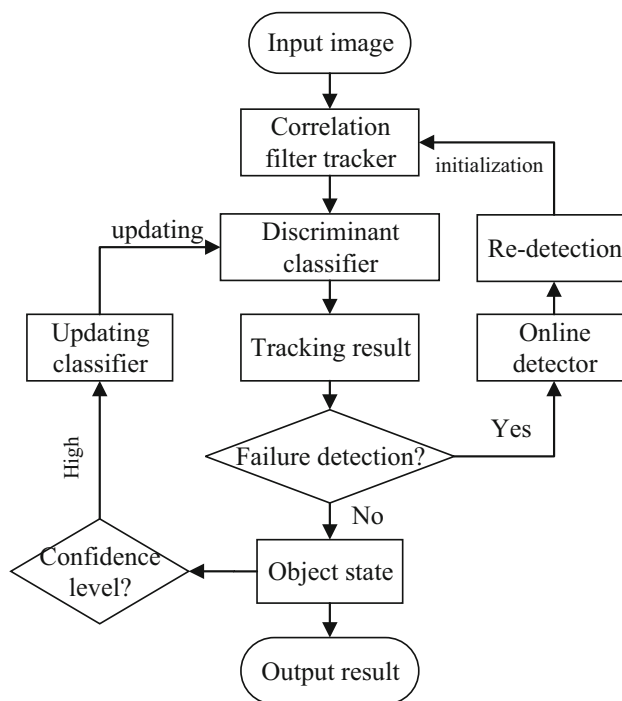 Input image
Correlation
filter tracker
initialization
updating
Discriminant
classifier
Re-detection
Updating
classifier
Tracking result
Online
detector
High
Failure detection?
Yes
No
Confidence
level?
Object state
Output result